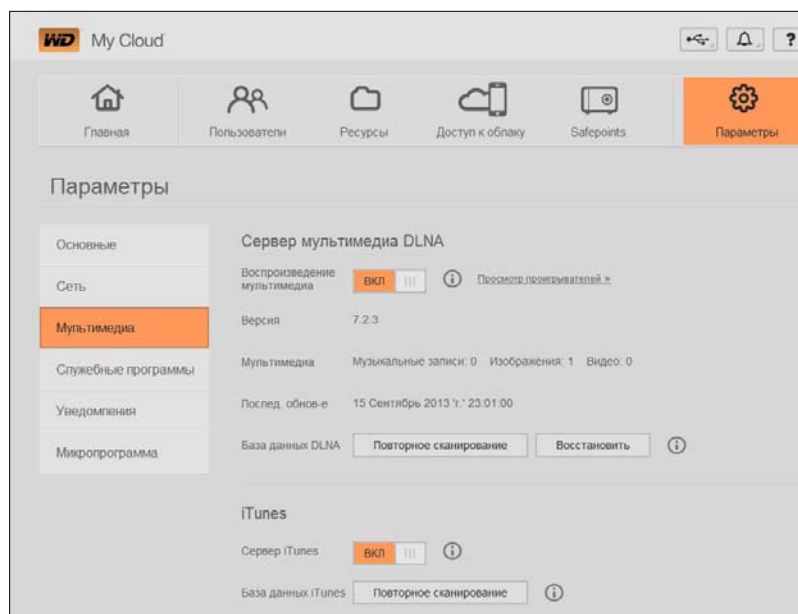 WD My Cloud
?
Главная
Пользователи
Ресурсы
Доступ к облаку
Safepoints
Параметры
Параметры
Основные
Сеть
Мультимедиа
Служебные программы
Уведомления
Микропрограмма
Сервер мультимедиа DLNA
Воспроизведение
мультимедиа
ВКЛ
Просмотр проигрывателей »
Версия 7.2.3
Мультимедиа Музыкальные записи: 0 Изображения: 1 Видео: 0
Послед. обнов-е 15 Сентябрь 2013 'г.' 23:01:00
База данных DLNA Повторное сканирование Восстановить
iTunes
Сервер iTunes ВКЛ
База данных iTunes Повторное сканирование